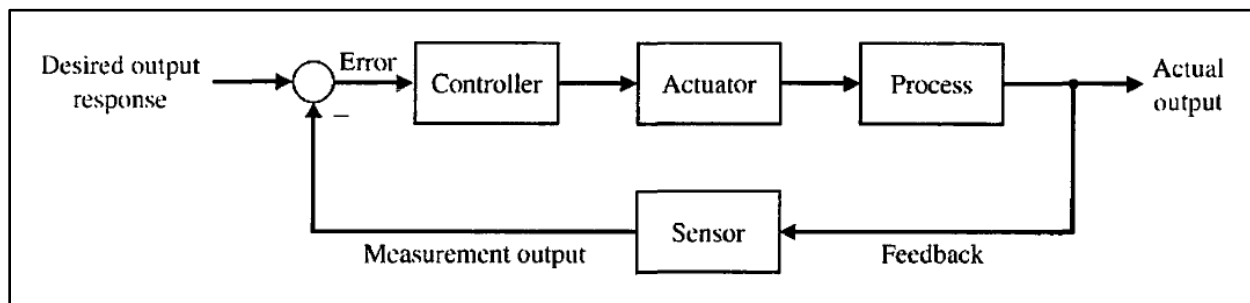 Desired output
response
Error
Controller
Actuator
Process
Actual
output
–
Sensor
Measurement output
Feedback